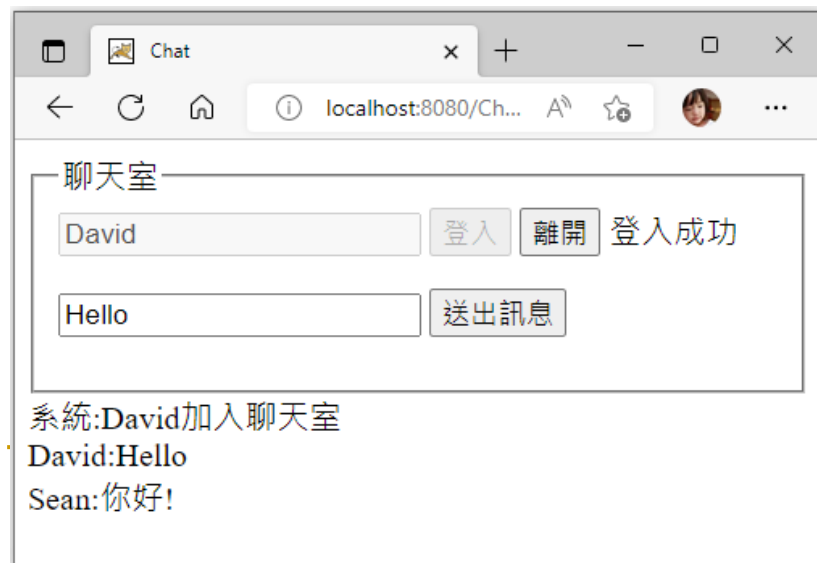 Chat
localhost:8080/Ch...
聊天室
David 登入 離開 登入成功
Hello 送出訊息
系統:David加入聊天室
David:Hello
Sean:你好!